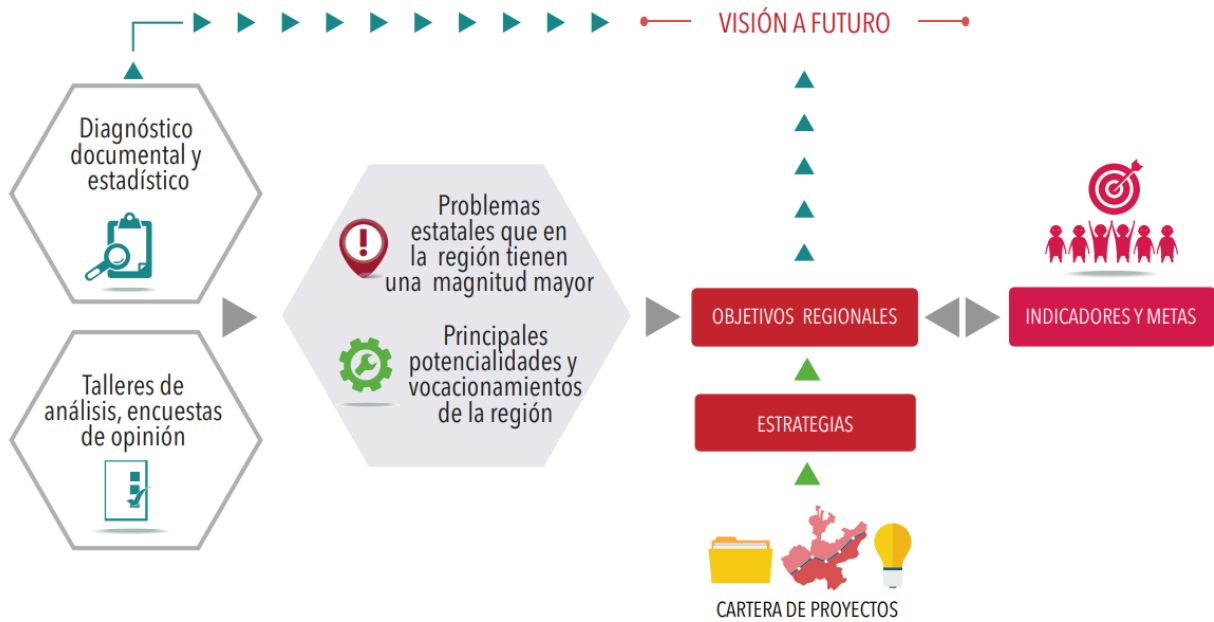 VISIÓN A FUTURO
Diagnóstico
documental y
estadístico
Talleres de
análisis, encuestas
de opinión
Problemas
estatales que en
la región tienen
una magnitud mayor
Principales
potencialidades y
vocacionamientos
de la región
OBJETIVOS REGIONALES
INDICADORES Y METAS
ESTRATEGIAS
CARTERA DE PROYECTOS